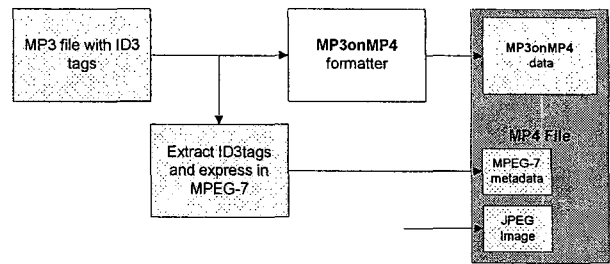 MP3 file with ID3
tags
MP3onMP4
formatter
MP3onMP4
data
MP4 File
Extract ID3tags
and express in
MPEG-7
MPEG-7
metadata
JPEG
Image